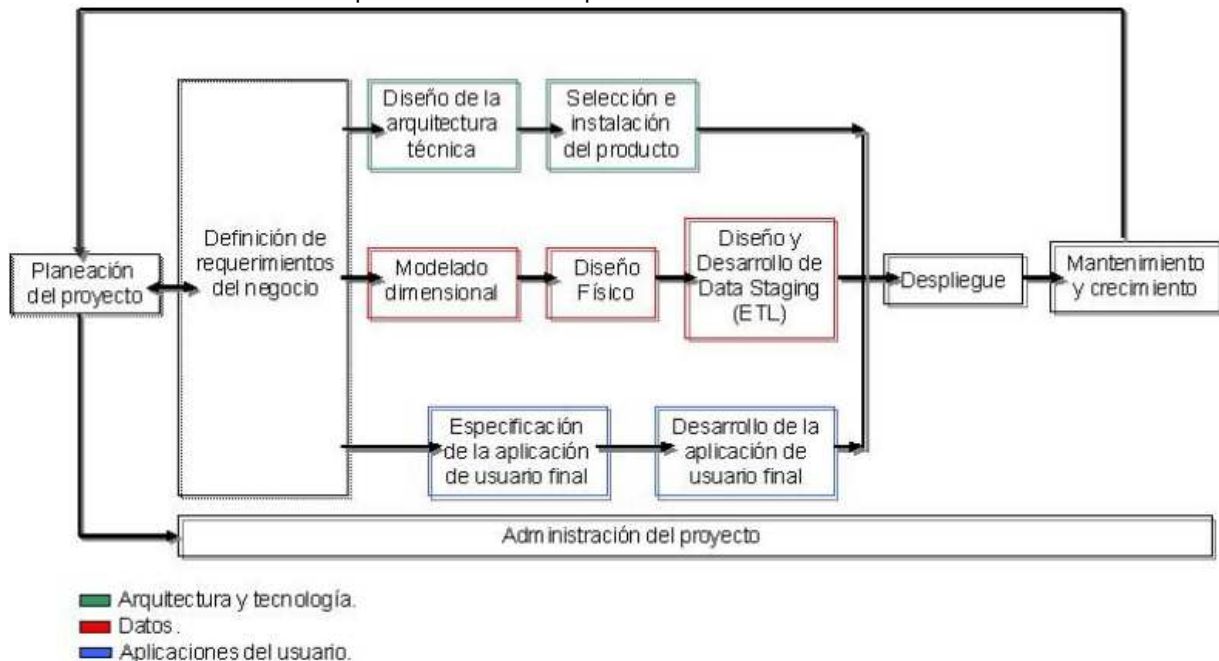 Planeación
del proyecto
Definición de
requerimientos
del negocio
Diseño de la
arquitectura
técnica
Selección e
instalación
del producto
Modelado
dimensional
Diseño
Físico
Diseño y
Desarrollo de
Data Staging
(ETL)
Especificación
de la aplicación
de usuario final
Desarrollo de la
aplicación de
usuario final
Despliegue
Mantenimiento
y crecimiento
Administración del proyecto
Arquitectura y tecnología.
Datos.
Aplicaciones del usuario.